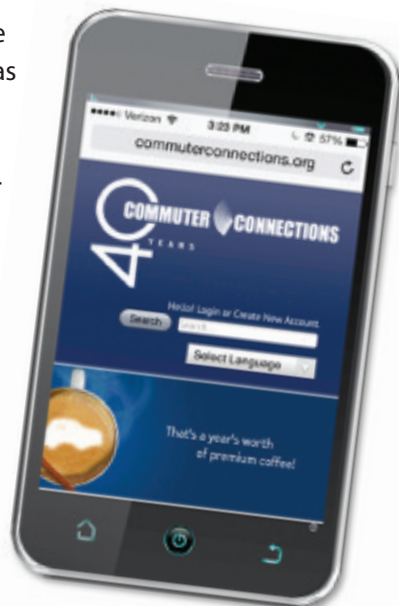 e
as
Verizon 3:23 PM 57%
commuterconnections.org
40
COMMUTER CONNECTIONS
YEARS
Hello! Login or Create New Account
Search
Select Language
That's a year's worth
of premium coffee!